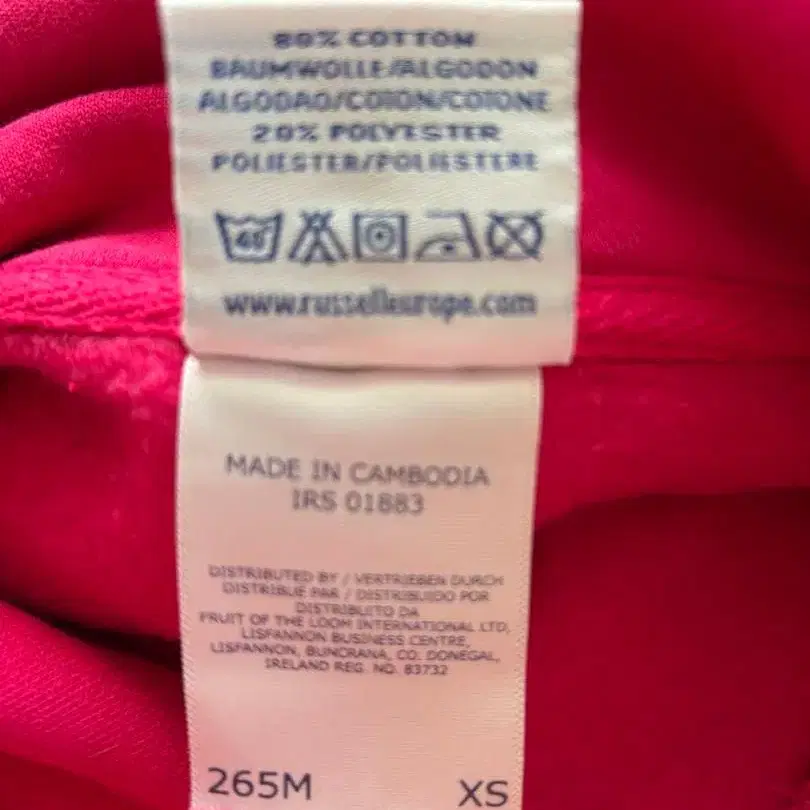 80% COTTON
BAUMWOLLE/ALGODON
ALGODAO/COTON/COTONE
20% POLYESTER
POLIESTER/POLIESTERE
40
www.russelleurope.com
MADE IN CAMBODIA
IRS 01883
DISTRIBUTED BY / VERTRIEBEN DURCH
DISTRIBUE PAR / DISTRIBUIDO POR
DISTRIBUITO DA
FRUIT OF THE LOOM INTERNATIONAL LTD,
LISFANNON BUSINESS CENTRE,
LISFANNON, BUNCRANA, CO. DONEGAL,
IRELAND REG. NO. 83732
265M XS